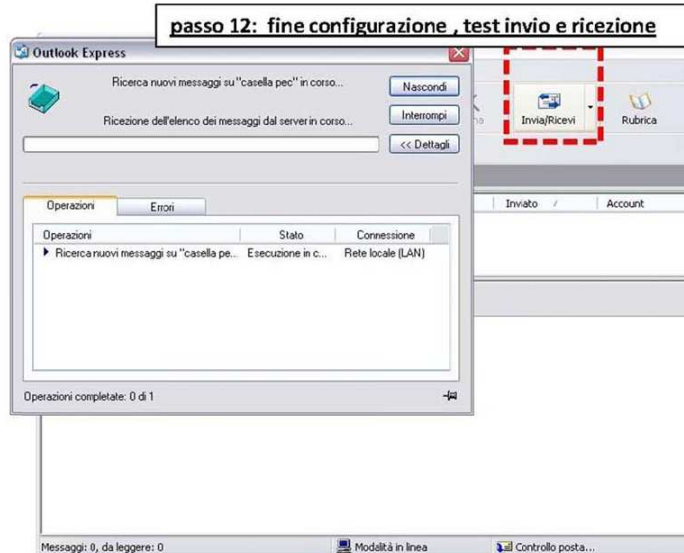 passo 12:  fine configurazione , test invio e ricezione
Outlook Express
Ricerca nuovi messaggi su "casella pec" in corso...
Nascondi
Ricezione dell'elenco dei messaggi dal server in corso...
Interrompi
<< Dettagli
Invia/Ricevi
Rubrica
Operazioni
Errori
Inviato
Account
Operazioni
Stato
Connessione
Ricerca nuovi messaggi su "casella pe...
Esecuzione in c...
Rete locale (LAN)
Operazioni completate: 0 di 1
Messaggi: 0, da leggere: 0
Modalità in linea
Controllo posta...